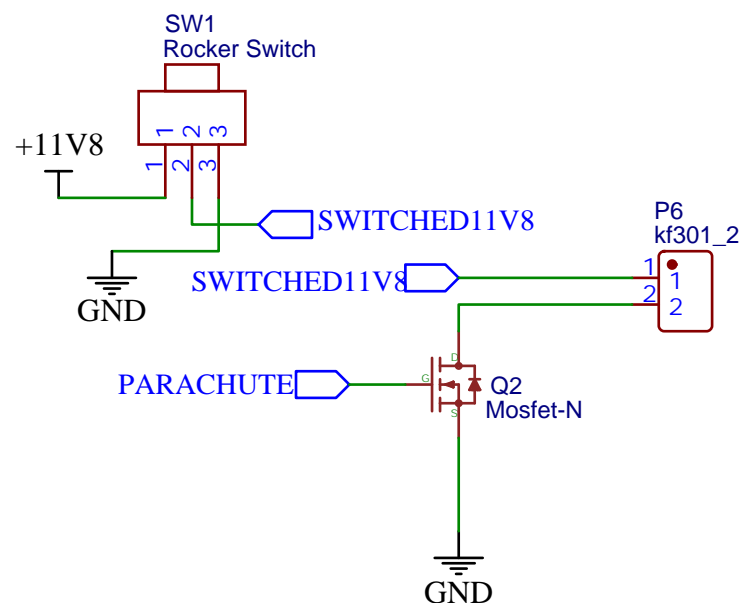 SW1
Rocker Switch
1 2 3
+11V8
1 2 3
SWITCHED11V8
GND
P6
kf301_2
SWITCHED11V8
1 1
2 2
PARACHUTE
D
G
S
Q2
Mosfet-N
GND